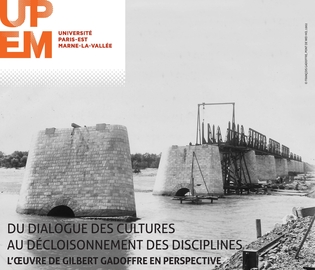 UP
EM
UNIVERSITÉ
PARIS-EST
MARNE-LA-VALLÉE
DU DIALOGUE DES CULTURES
AU DÉCLOISONNEMENT DES DISCIPLINES
L'ŒUVRE DE GILBERT GADOFFRE EN PERSPECTIVE